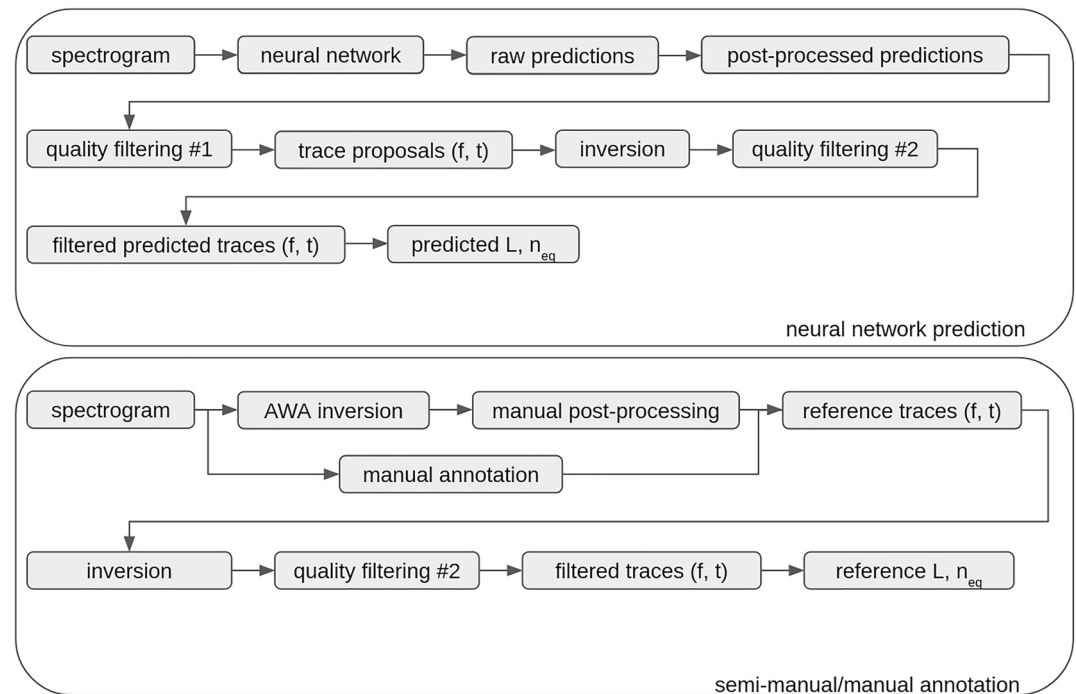 spectrogram neural network raw predictions post-processed predictions
quality filtering #1 trace proposals (f, t) inversion quality filtering #2
filtered predicted traces (f, t) predicted L, n_eq
neural network prediction
spectrogram AWA inversion manual post-processing reference traces (f, t)
manual annotation
inversion quality filtering #2 filtered traces (f, t) reference L, n_eq
semi-manual/manual annotation